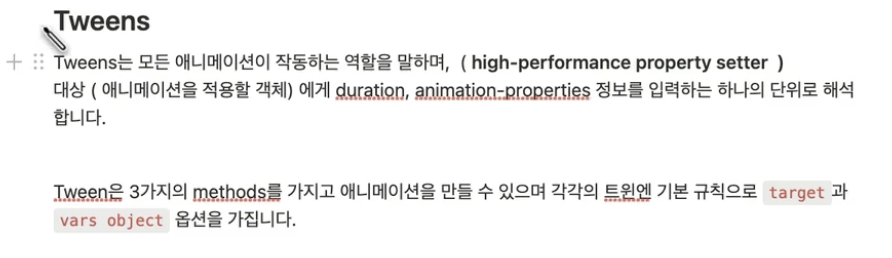 Tweens
Tweens는 모든 애니메이션이 작동하는 역할을 말하며, ( high-performance property setter )
대상 ( 애니메이션을 적용할 객체) 에게 duration, animation-properties 정보를 입력하는 하나의 단위로 해석
합니다.
Tween은 3가지의 methods를 가지고 애니메이션을 만들 수 있으며 각각의 트윈엔 기본 규칙으로 target 과
vars object 옵션을 가집니다.